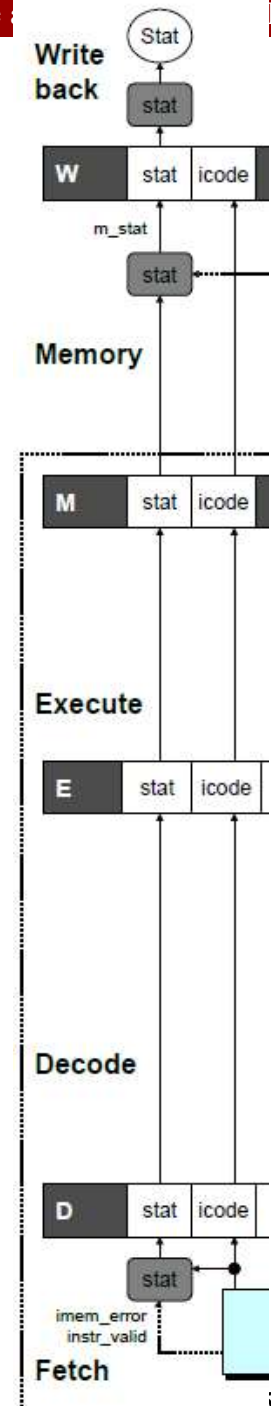 Stat
Write
back
stat
W stat icode
m_stat
stat
Memory
M stat icode
Execute
E stat icode
Decode
D stat icode
stat
imem_error
instr_valid
Fetch